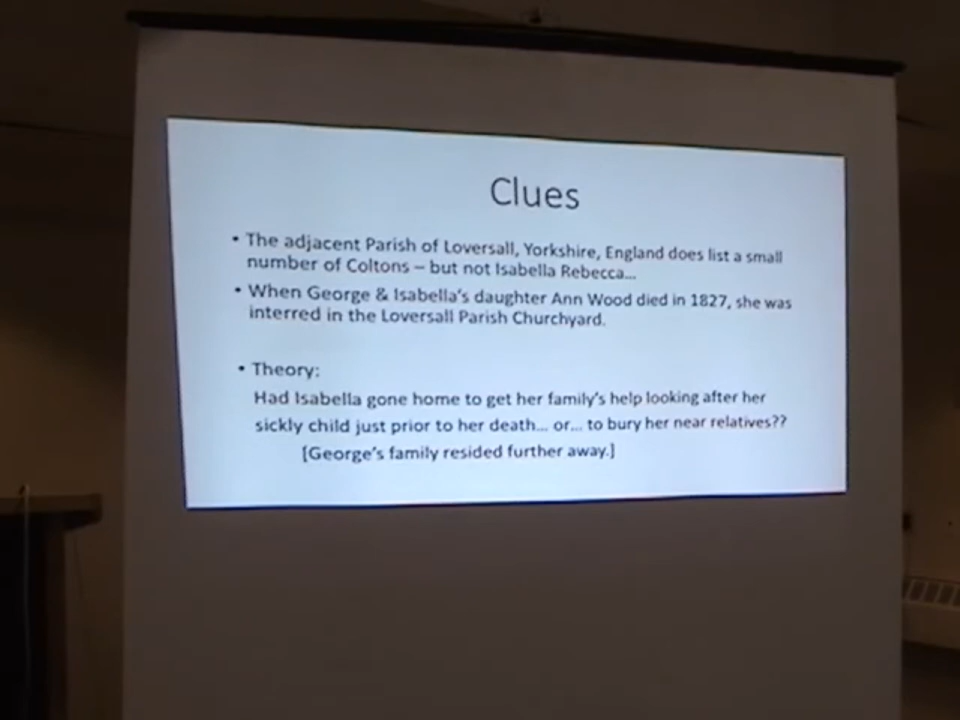 Clues
• The adjacent Parish of Loversall, Yorkshire, England does list a small
number of Coltons – but not Isabella Rebecca...
• When George & Isabella's daughter Ann Wood died in 1827, she was
interred in the Loversall Parish Churchyard.
• Theory:
Had Isabella gone home to get her family's help looking after her
sickly child just prior to her death... or... to bury her near relatives??
[George's family resided further away.]